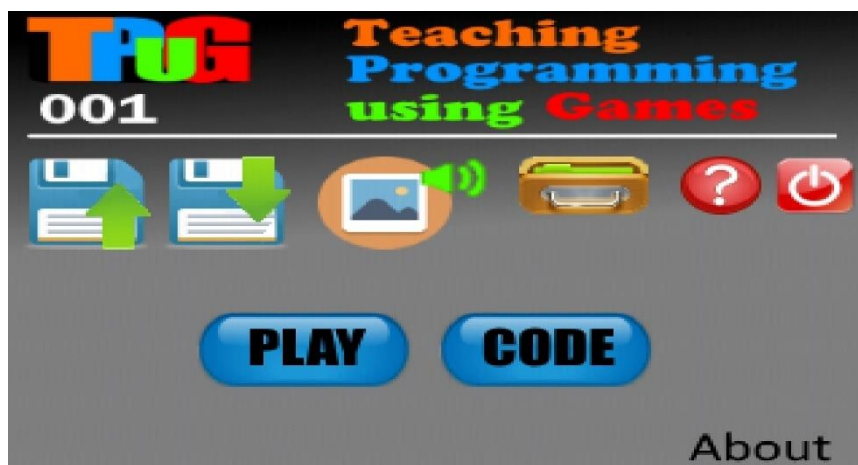 TPuG
Teaching
Programming
using Games
001
?
PLAY
CODE
About